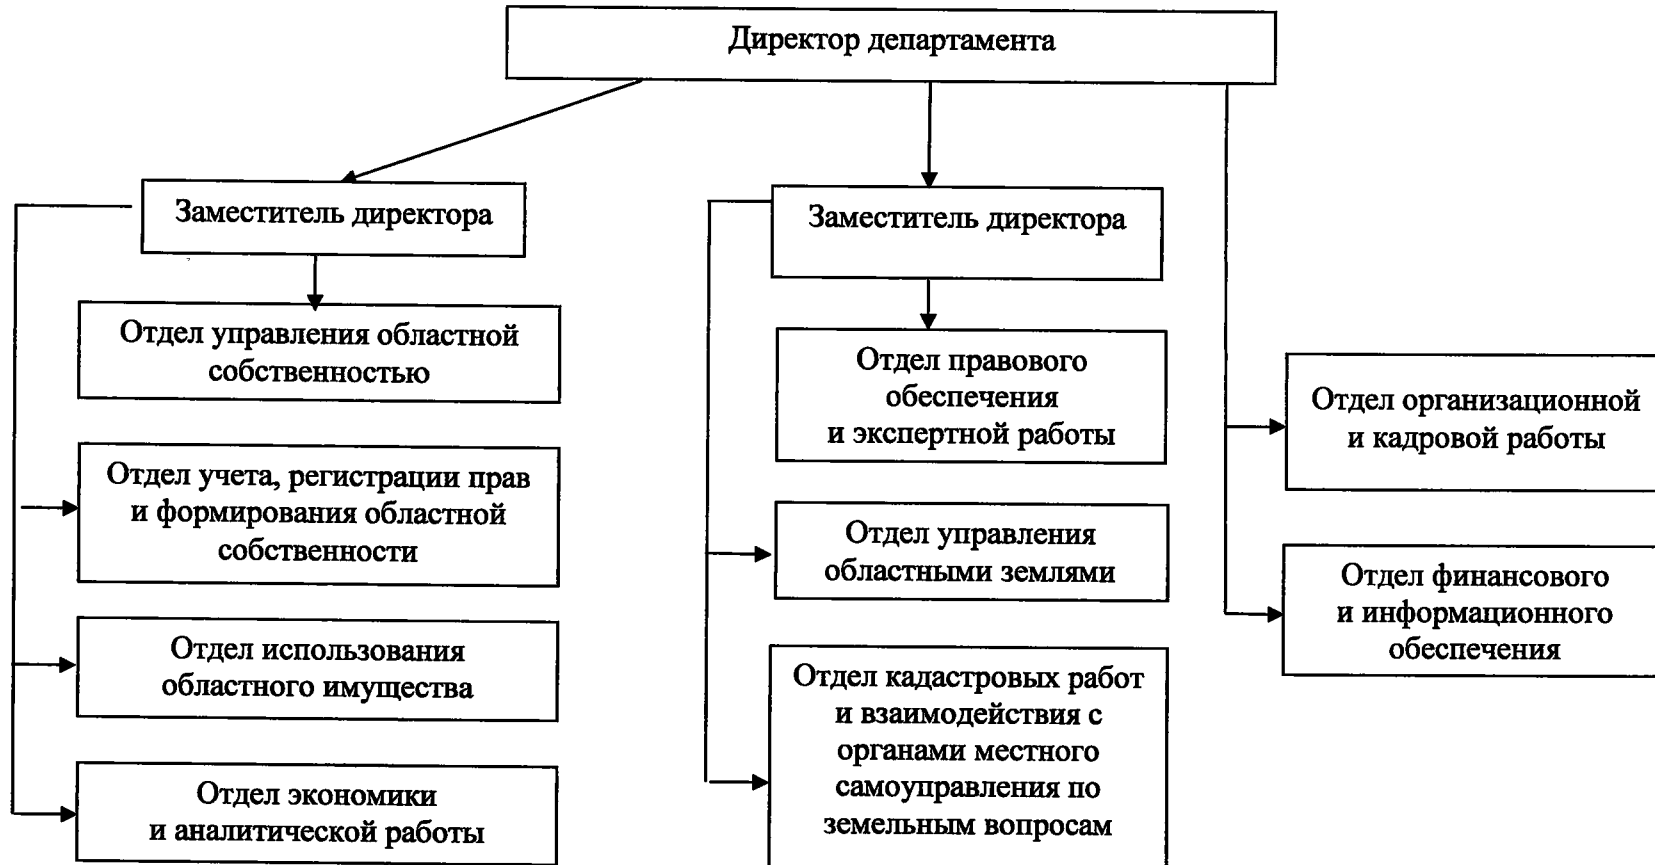 Директор департамента
Заместитель директора
Отдел управления областной
собственностью
Отдел учета, регистрации прав
и формирования областной
собственности
Отдел использования
областного имущества
Отдел экономики
и аналитической работы
Заместитель директора
Отдел правового
обеспечения
и экспертной работы
Отдел управления
областными землями
Отдел кадастровых работ
и взаимодействия с
органами местного
самоуправления по
земельным вопросам
Отдел организационной
и кадровой работы
Отдел финансового
и информационного
обеспечения